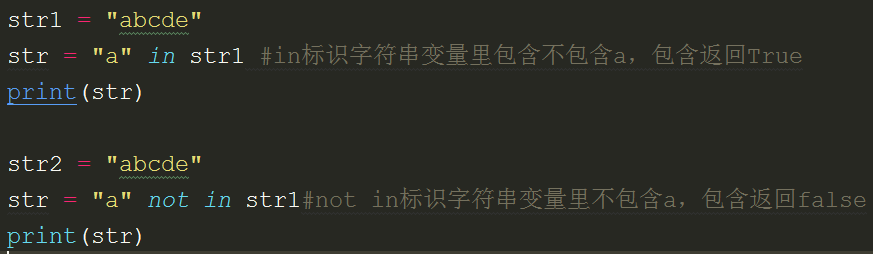 str1 = "abcde"
str = "a" in str1 #in标识字符串变量里包含不包含a，包含返回True
print(str)
str2 = "abcde"
str = "a" not in str1#not in标识字符串变量里不包含a，包含返回false
print(str)